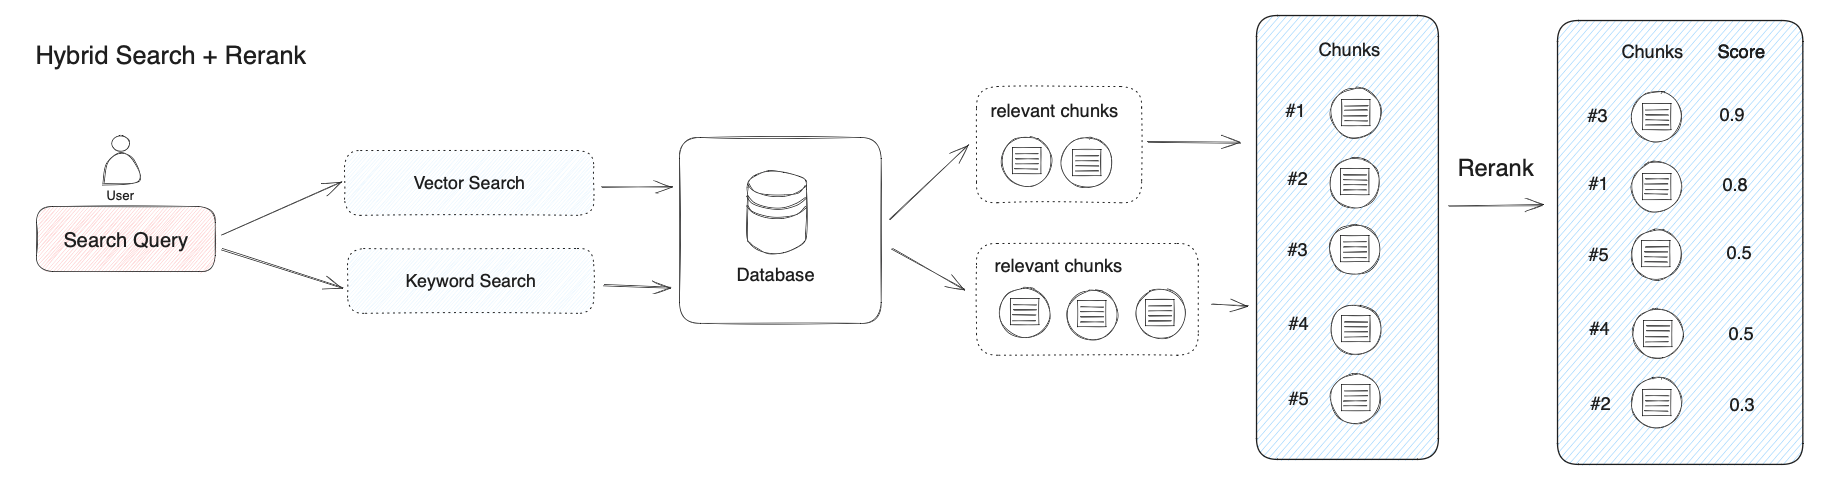 Hybrid Search + Rerank
User
Search Query
Vector Search
Keyword Search
Database
relevant chunks
relevant chunks
Chunks
#1
#2
#3
#4
#5
Rerank
Chunks Score
#3 0.9
#1 0.8
#5 0.5
#4 0.5
#2 0.3